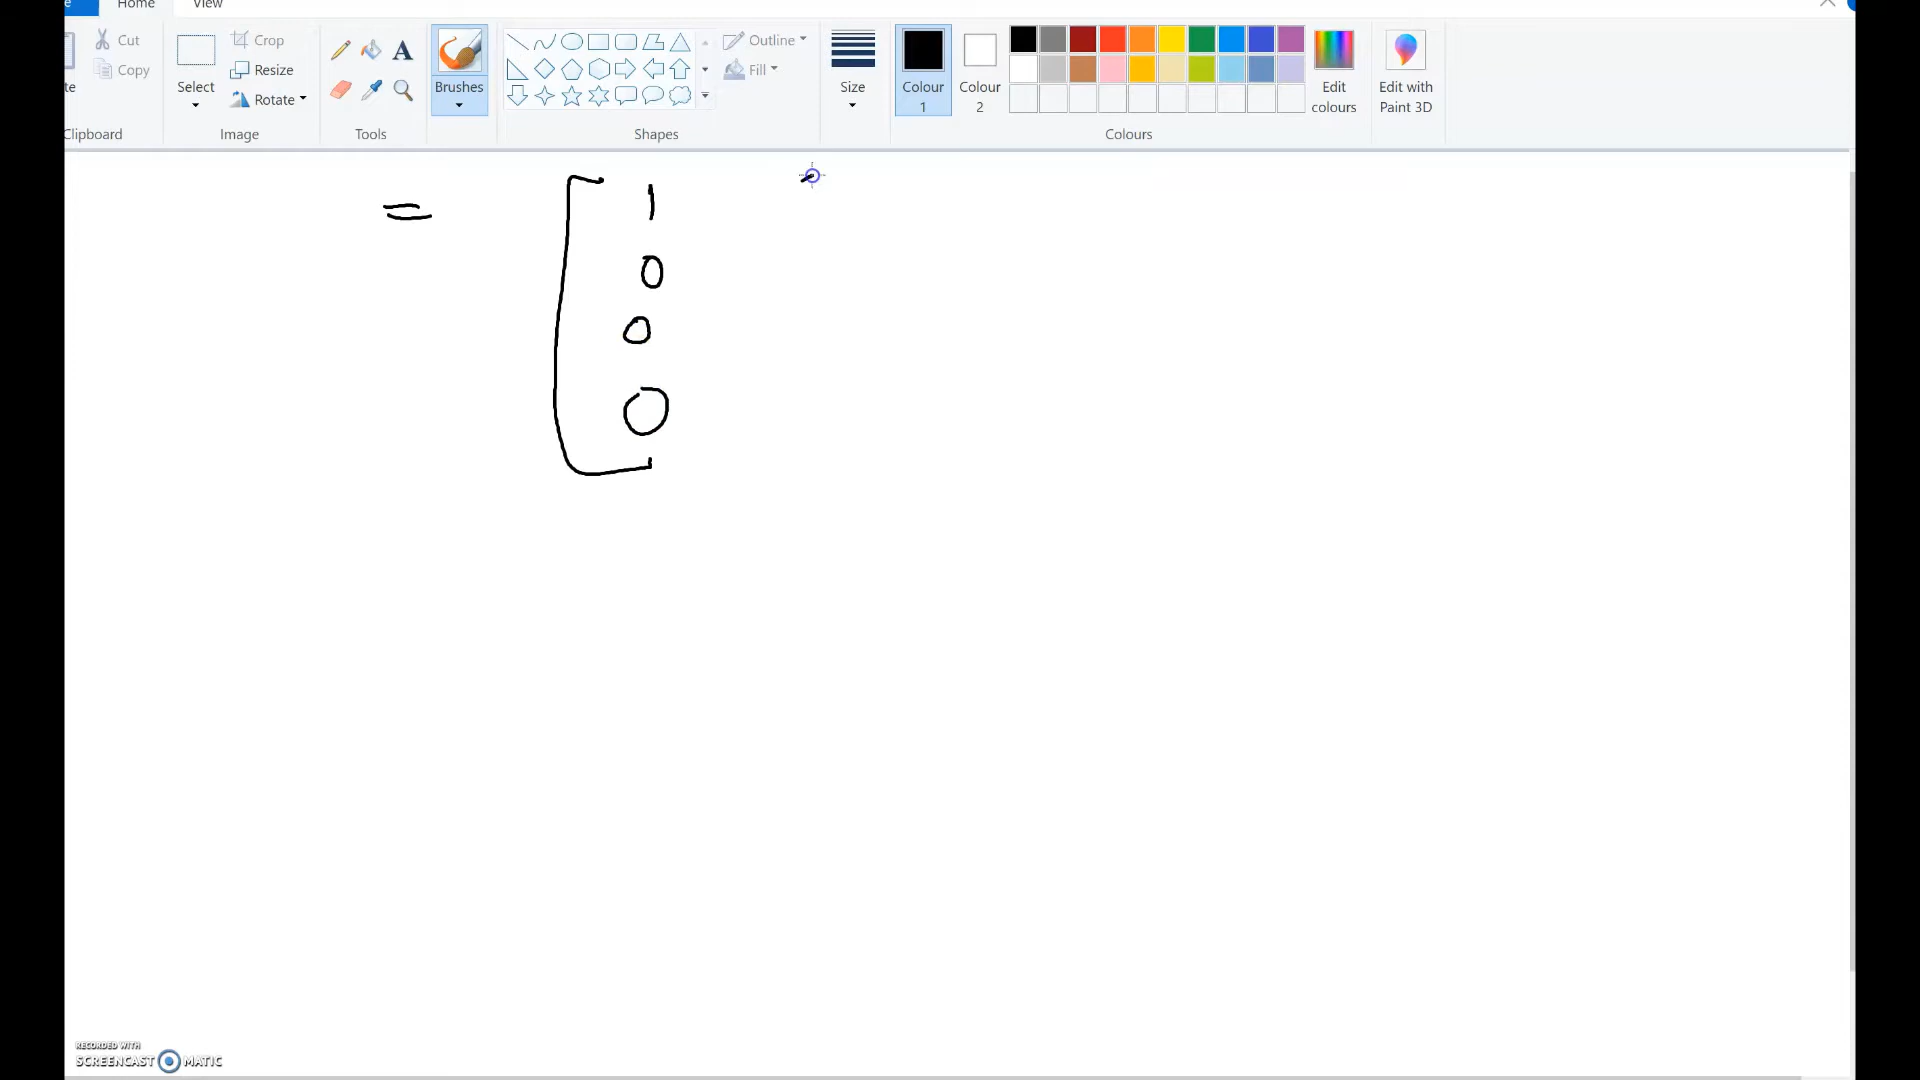 Home View
Cut
Copy
Clipboard
Select
Crop
Resize
Rotate
Image
Tools
A
Brushes
Shapes
Outline
Fill
Size
Colour
1
Colour
2
Edit
colours
Colours
Edit with
Paint 3D
= [ 1
0
0
0
RECORDED WITH
SCREENCAST MATIC